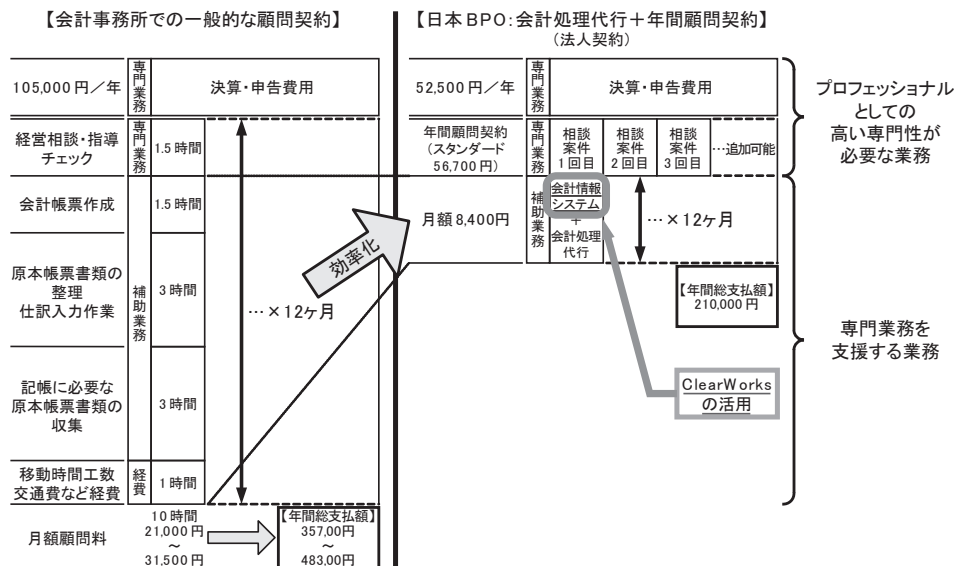 【会計事務所での一般的な顧問契約】
105,000円／年
専門業務
決算・申告費用
経営相談・指導
チェック
専門業務
1.5時間
会計帳票作成
1.5時間
原本帳票書類の
整理
仕訳入力作業
補助業務
3時間
…×12ヶ月
記帳に必要な
原本帳票書類の
収集
3時間
移動時間工数
交通費など経費
経費
1時間
月額顧問料
10時間
21,000円
～
31,500円
【年間総支払額】
357,00円
～
483,00円
効率化
【日本BPO：会計処理代行＋年間顧問契約】
（法人契約）
52,500円／年
専門業務
決算・申告費用
年間顧問契約
（スタンダード
56,700円）
専門業務
相談
案件
1回目
相談
案件
2回目
相談
案件
3回目
…追加可能
月額8,400円
補助業務
会計情報
システム
＋
会計処理
代行
…×12ヶ月
【年間総支払額】
210,000円
ClearWorks
の活用
プロフェッショナル
としての
高い専門性が
必要な業務
専門業務を
支援する業務